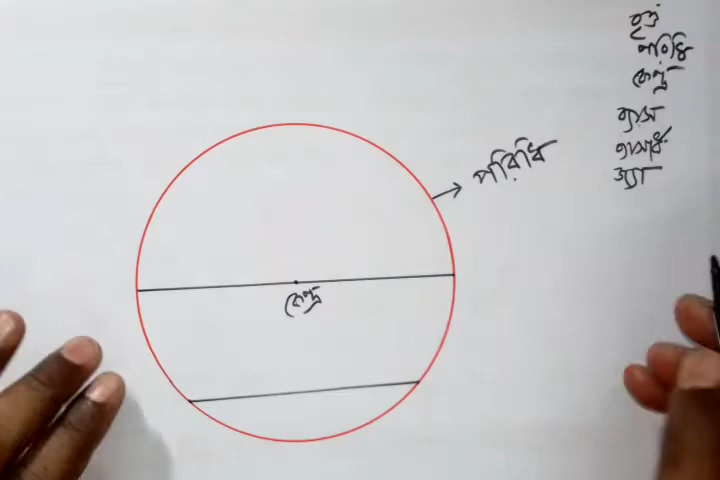 বৃত্ত
পরিধি
কেন্দ্র
ব্যাস
ব্যাসার্ধ
জ্যা
পরিধি
কেন্দ্র